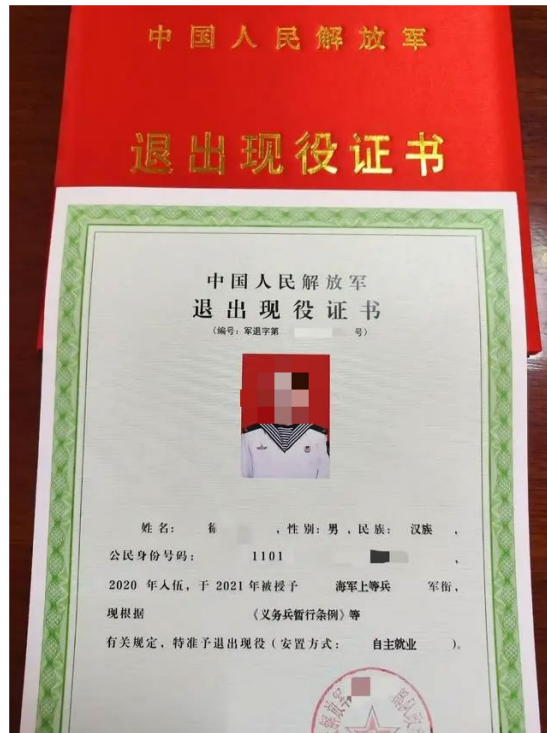 中国人民解放军
退出现役证书
中国人民解放军
退出现役证书
（编号：军退字第 号）
姓名： 徐 ，性别：男，民族： 汉族 ，
公民身份号码： 1101 ，
2020 年入伍，于 2021 年被授予 海军上等兵 军衔，
现根据 《义务兵暂行条例》等
有关规定，特准予退出现役（安置方式： 自主就业 ）。